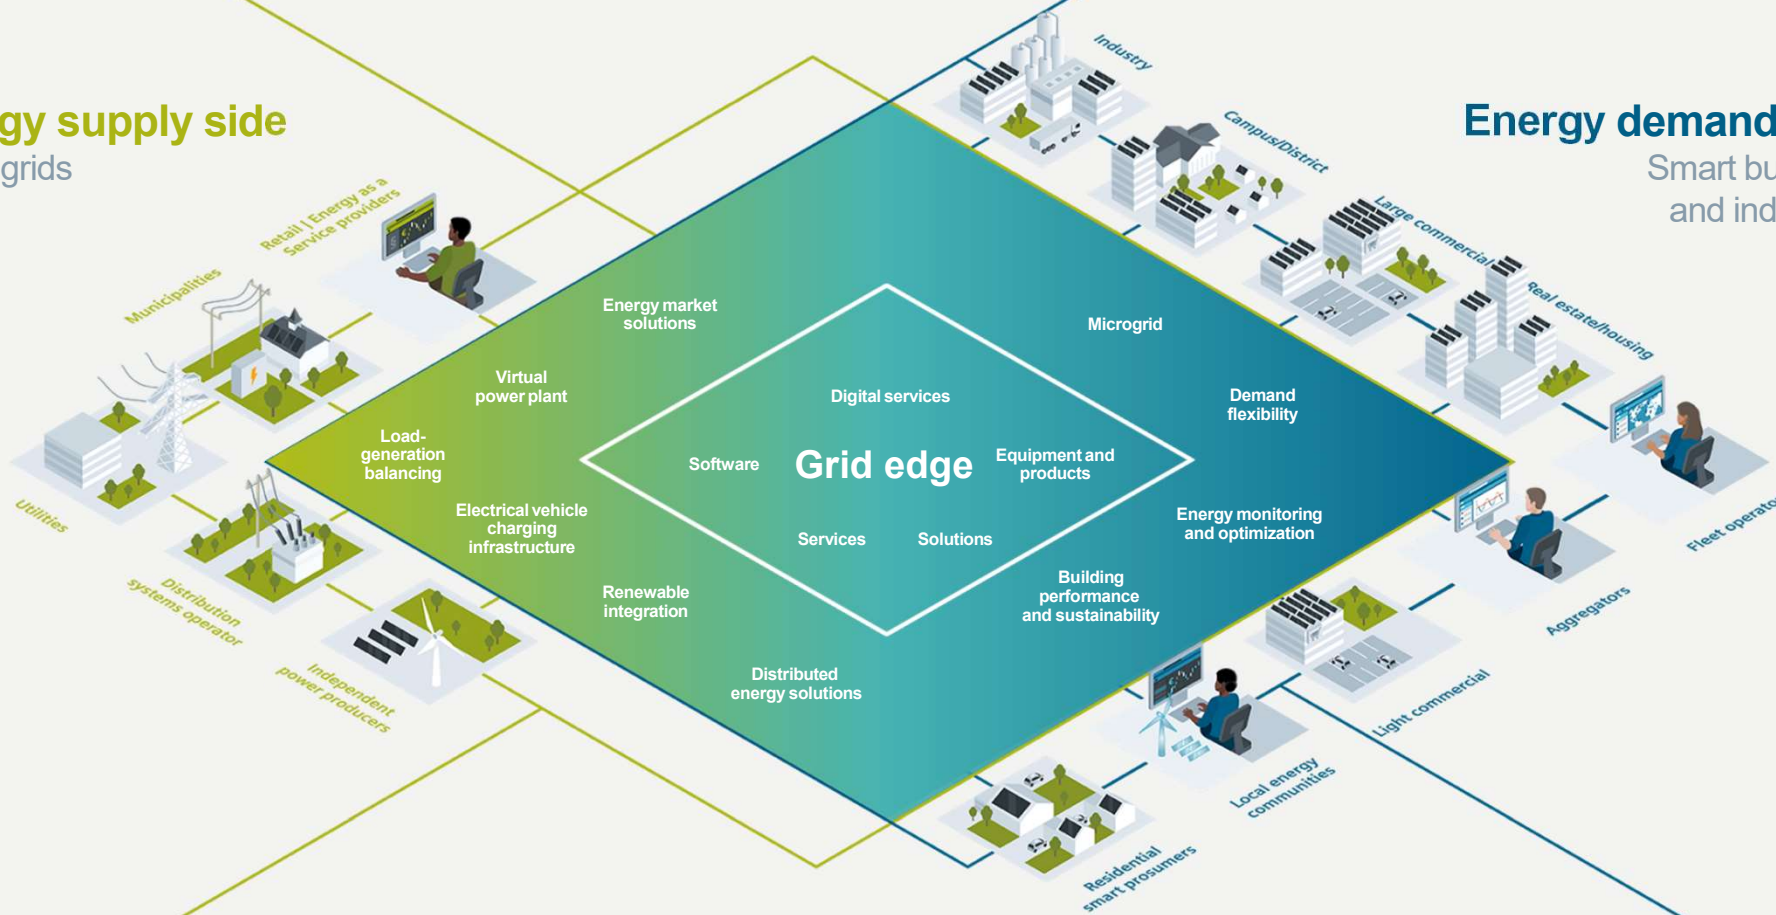 gy supply side
grids
Energy demand
Smart bu
and ind
Retail | Energy as a
Service providers
Municipalities
Utilities
Distribution
systems operator
Independent
power producers
Industry
Campus/District
Large commercial
Real estate/housing
Fleet operato
Aggregators
Light commercial
Local energy
communities
Residential
smart prosumers
Energy market
solutions
Virtual
power plant
Load-
generation
balancing
Electrical vehicle
charging
infrastructure
Renewable
integration
Distributed
energy solutions
Microgrid
Demand
flexibility
Energy monitoring
and optimization
Building
performance
and sustainability
Digital services
Software
Grid edge
Equipment and
products
Services
Solutions